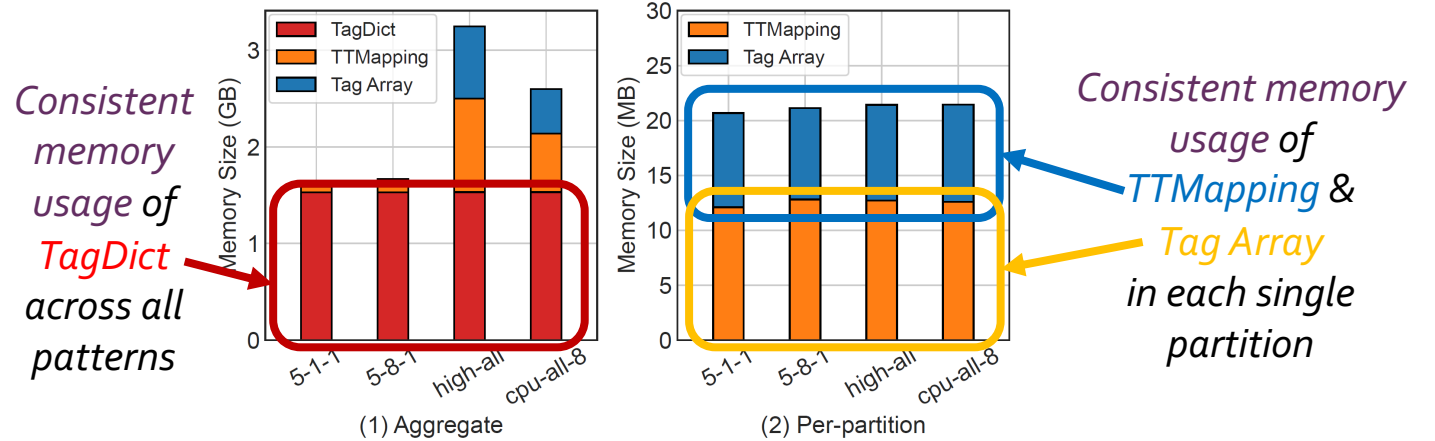 Consistent
memory
usage of
TagDict
across all
patterns
Memory Size (GB)
3
2
1
0
TagDict
TTMapping
Tag Array
5-1-1
5-8-1
high-all
cpu-all-8
(1) Aggregate
Memory Size (MB)
30
25
20
15
10
5
0
TTMapping
Tag Array
5-1-1
5-8-1
high-all
cpu-all-8
(2) Per-partition
Consistent memory
usage of
TTMapping &
Tag Array
in each single
partition